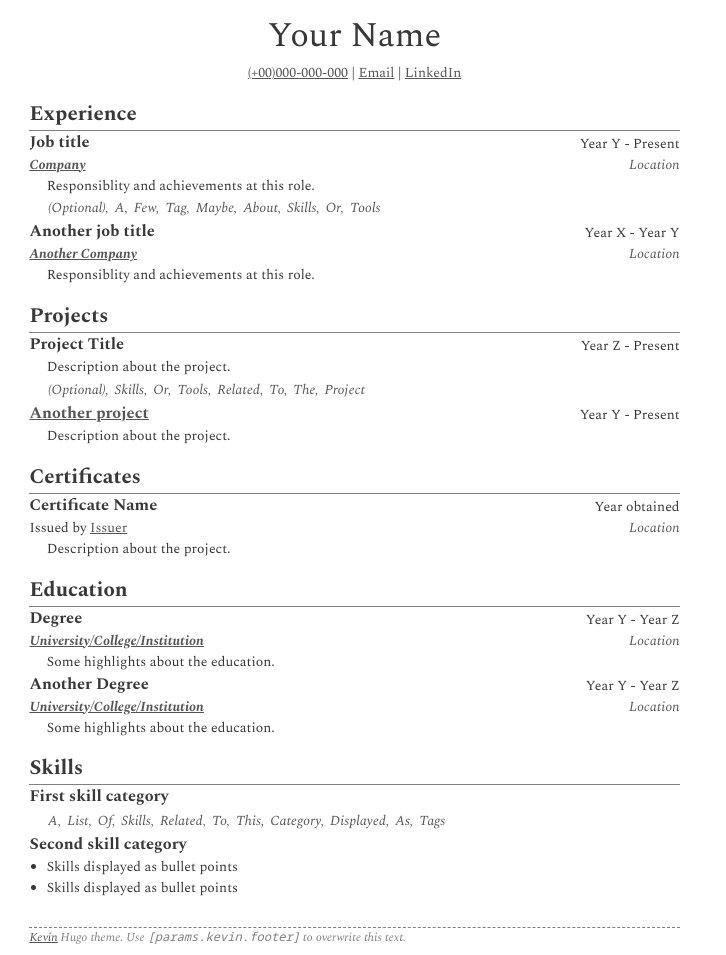 Your Name
(+00)000-000-000 | Email | LinkedIn
Experience
Job title Year Y - Present
Company Location
Responsiblity and achievements at this role.
(Optional), A, Few, Tag, Maybe, About, Skills, Or, Tools
Another job title Year X - Year Y
Another Company Location
Responsiblity and achievements at this role.
Projects
Project Title Year Z - Present
Description about the project.
(Optional), Skills, Or, Tools, Related, To, The, Project
Another project Year Y - Present
Description about the project.
Certificates
Certificate Name Year obtained
Issued by Issuer Location
Description about the project.
Education
Degree Year Y - Year Z
University/College/Institution Location
Some highlights about the education.
Another Degree Year Y - Year Z
University/College/Institution Location
Some highlights about the education.
Skills
First skill category
A, List, Of, Skills, Related, To, This, Category, Displayed, As, Tags
Second skill category
• Skills displayed as bullet points
• Skills displayed as bullet points
Kevin Hugo theme. Use [params.kevin.footer] to overwrite this text.